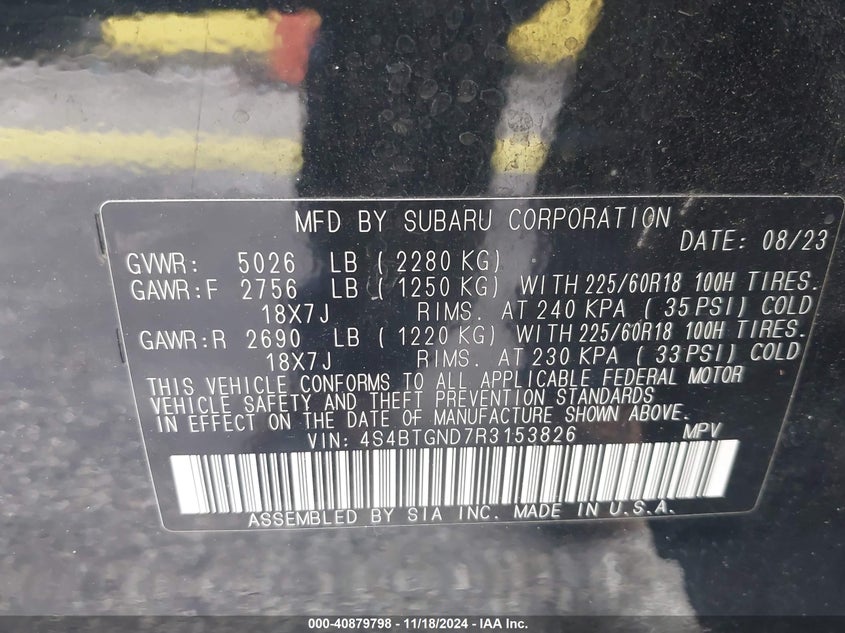 MFD BY SUBARU CORPORATION
DATE: 08/23
GVWR: 5026 LB ( 2280 KG)
GAWR:F 2756 LB ( 1250 KG) WITH 225/60R18 100H TIRES.
18X7J RIMS. AT 240 KPA ( 35 PSI) COLD
GAWR:R 2690 LB ( 1220 KG) WITH 225/60R18 100H TIRES.
18X7J RIMS. AT 230 KPA ( 33 PSI) COLD
THIS VEHICLE CONFORMS TO ALL APPLICABLE FEDERAL MOTOR
VEHICLE SAFETY AND THEFT PREVENTION STANDARDS
IN EFFECT ON THE DATE OF MANUFACTURE SHOWN ABOVE.
VIN: 4S4BTGND7R3153826 MPV
ASSEMBLED BY SIA INC. MADE IN U.S.A.
000-40879798 - 11/18/2024 - IAA Inc.